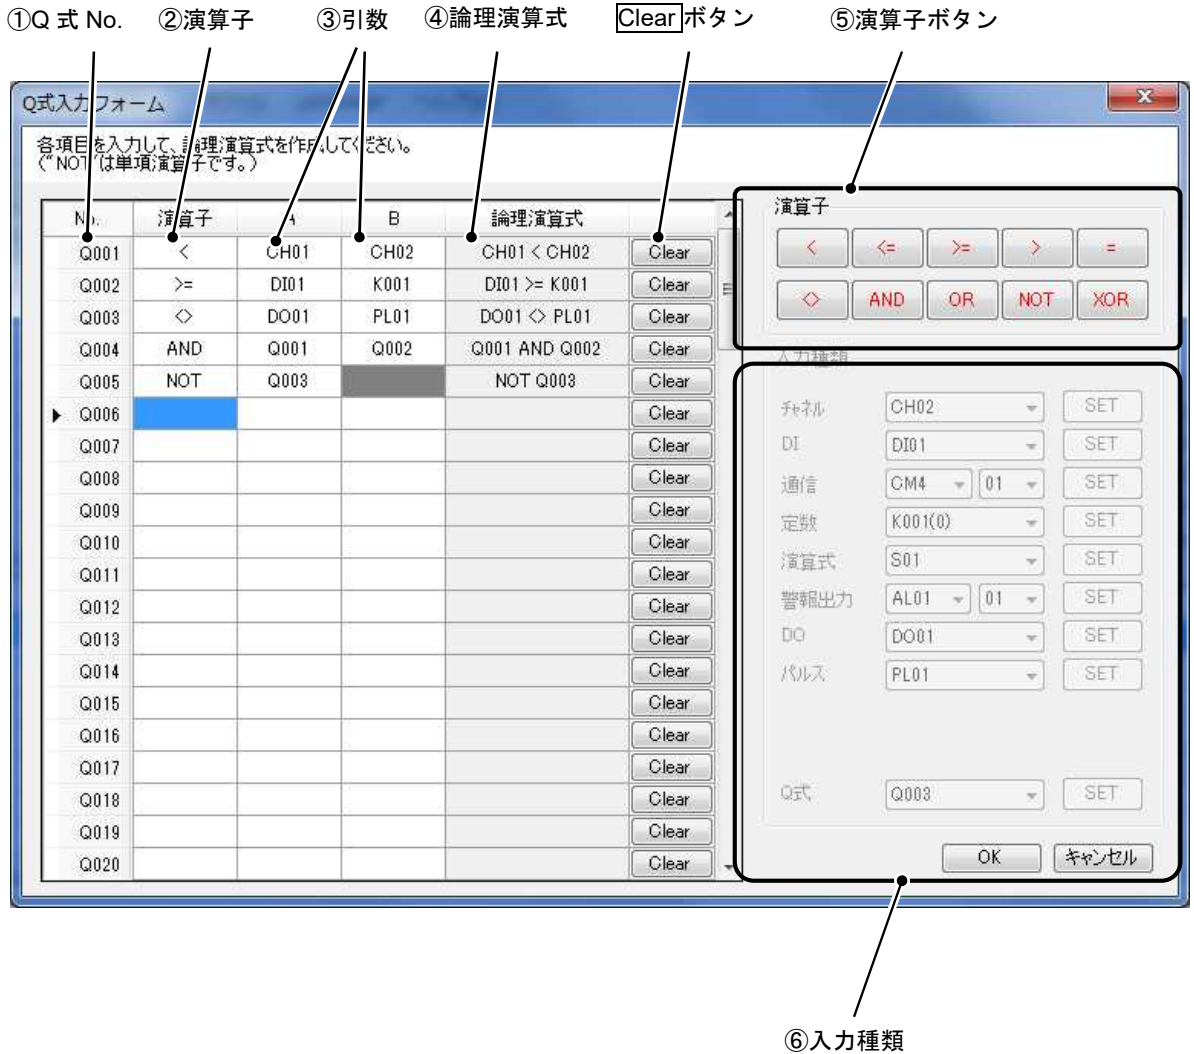 ①Q 式 No. ②演算子 ③引数 ④論理演算式 Clear ボタン ⑤演算子ボタン
Q式入力フォーム
各項目を入力して、論理演算式を作成してください。
("NOT"は単項演算子です。)
No. 演算子 A B 論理演算式
Q001 < CH01 CH02 CH01 < CH02 Clear
Q002 >= DI01 K001 DI01 >= K001 Clear
Q003 <> DO01 PL01 DO01 <> PL01 Clear
Q004 AND Q001 Q002 Q001 AND Q002 Clear
Q005 NOT Q003 NOT Q003 Clear
Q006 Clear
Q007 Clear
Q008 Clear
Q009 Clear
Q010 Clear
Q011 Clear
Q012 Clear
Q013 Clear
Q014 Clear
Q015 Clear
Q016 Clear
Q017 Clear
Q018 Clear
Q019 Clear
Q020 Clear
演算子
< <= >= > =
<> AND OR NOT XOR
入力種類
チャネル CH02 SET
DI DI01 SET
通信 CM4 01 SET
定数 K001(0) SET
演算式 S01 SET
警報出力 AL01 01 SET
DO DO01 SET
パルス PL01 SET
Q式 Q003 SET
OK キャンセル
⑥入力種類